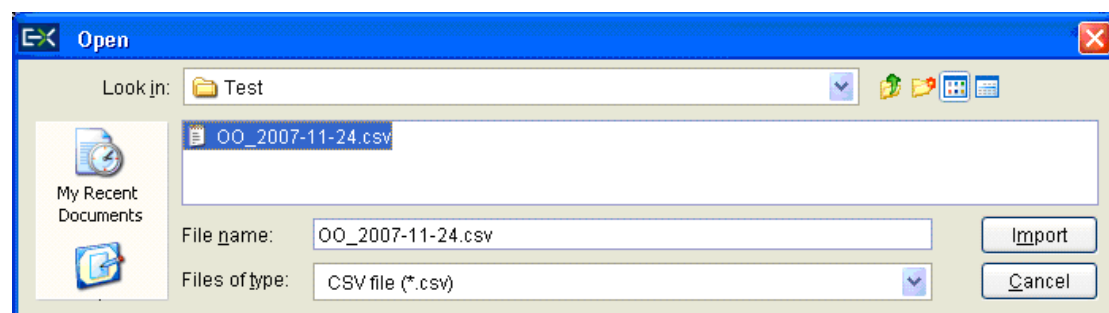 EX Open
Look in: Test
OO_2007-11-24.csv
My Recent
Documents
File name: OO_2007-11-24.csv Import
Files of type: CSV file (*.csv) Cancel